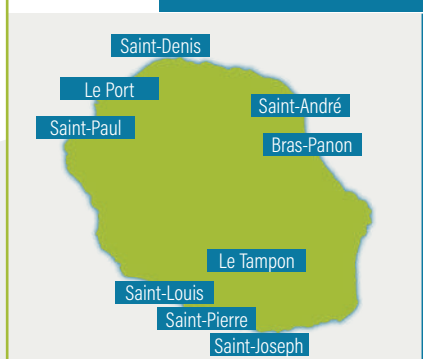 Saint-Denis
Le Port
Saint-André
Saint-Paul
Bras-Panon
Le Tampon
Saint-Louis
Saint-Pierre
Saint-Joseph